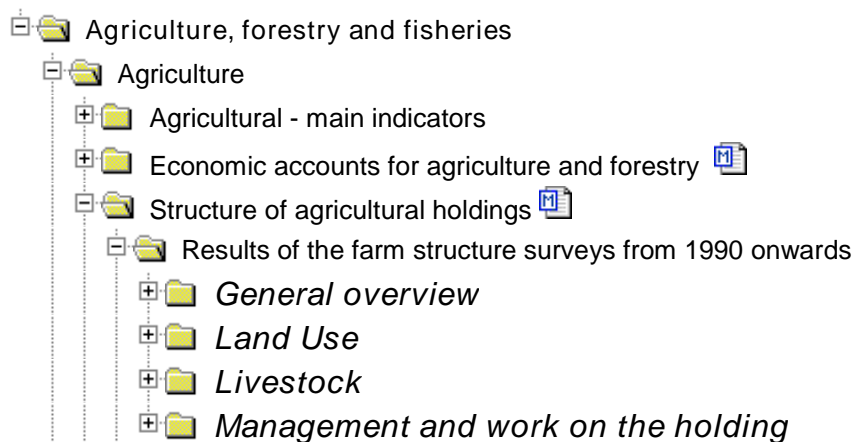 Agriculture, forestry and fisheries
Agriculture
Agricultural - main indicators
Economic accounts for agriculture and forestry M
Structure of agricultural holdings M
Results of the farm structure surveys from 1990 onwards
General overview
Land Use
Livestock
Management and work on the holding